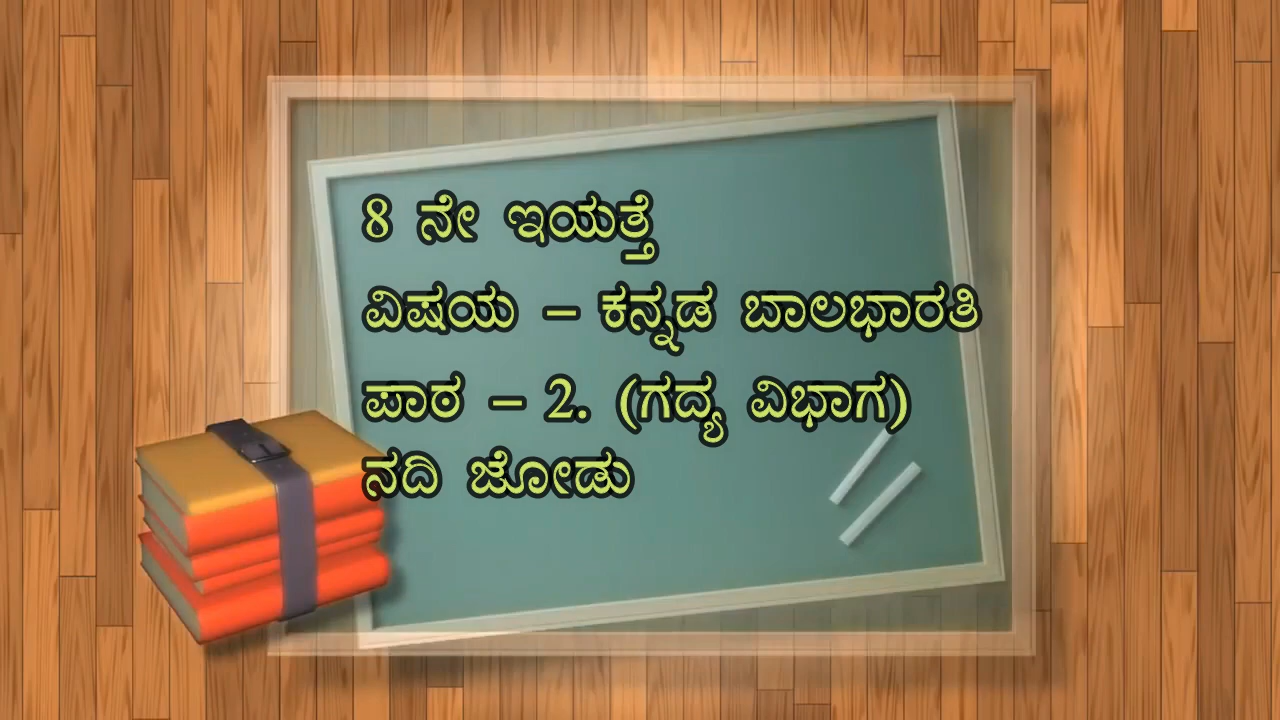 8 ನೇ ಇಯತ್ತೆ
ವಿಷಯ – ಕನ್ನಡ ಬಾಲಭಾರತಿ
ಪಾಠ – 2. (ಗದ್ಯ ವಿಭಾಗ)
ನದಿ ಜೋಡು